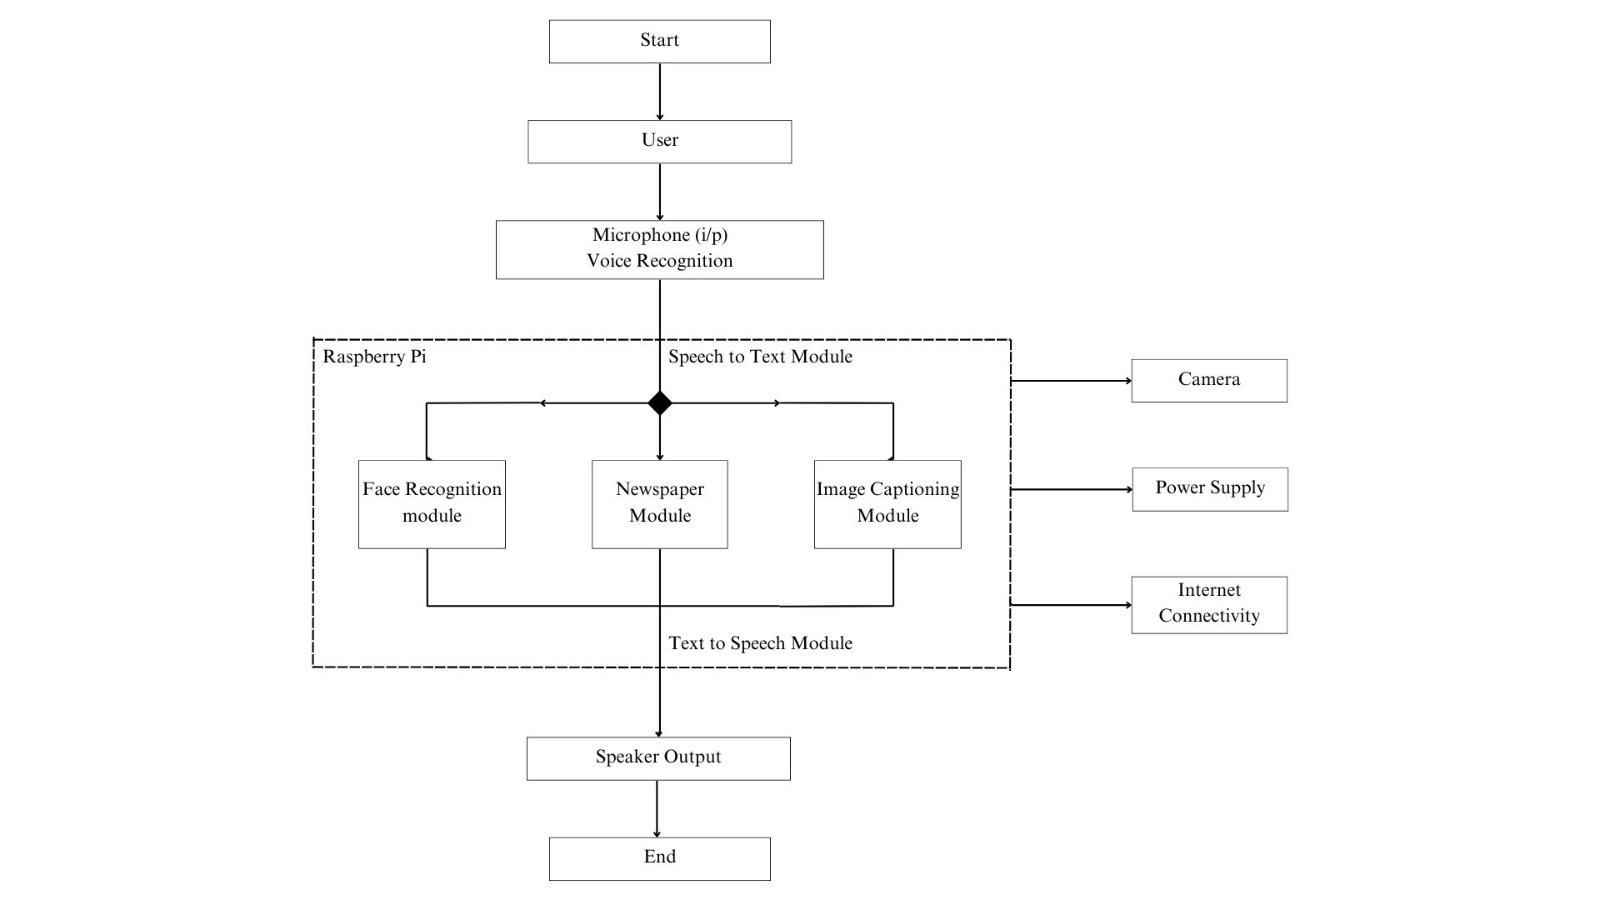 Start
User
Microphone (i/p)
Voice Recognition
Raspberry Pi
Speech to Text Module
Camera
Face Recognition
module
Newspaper
Module
Image Captioning
Module
Power Supply
Internet
Connectivity
Text to Speech Module
Speaker Output
End